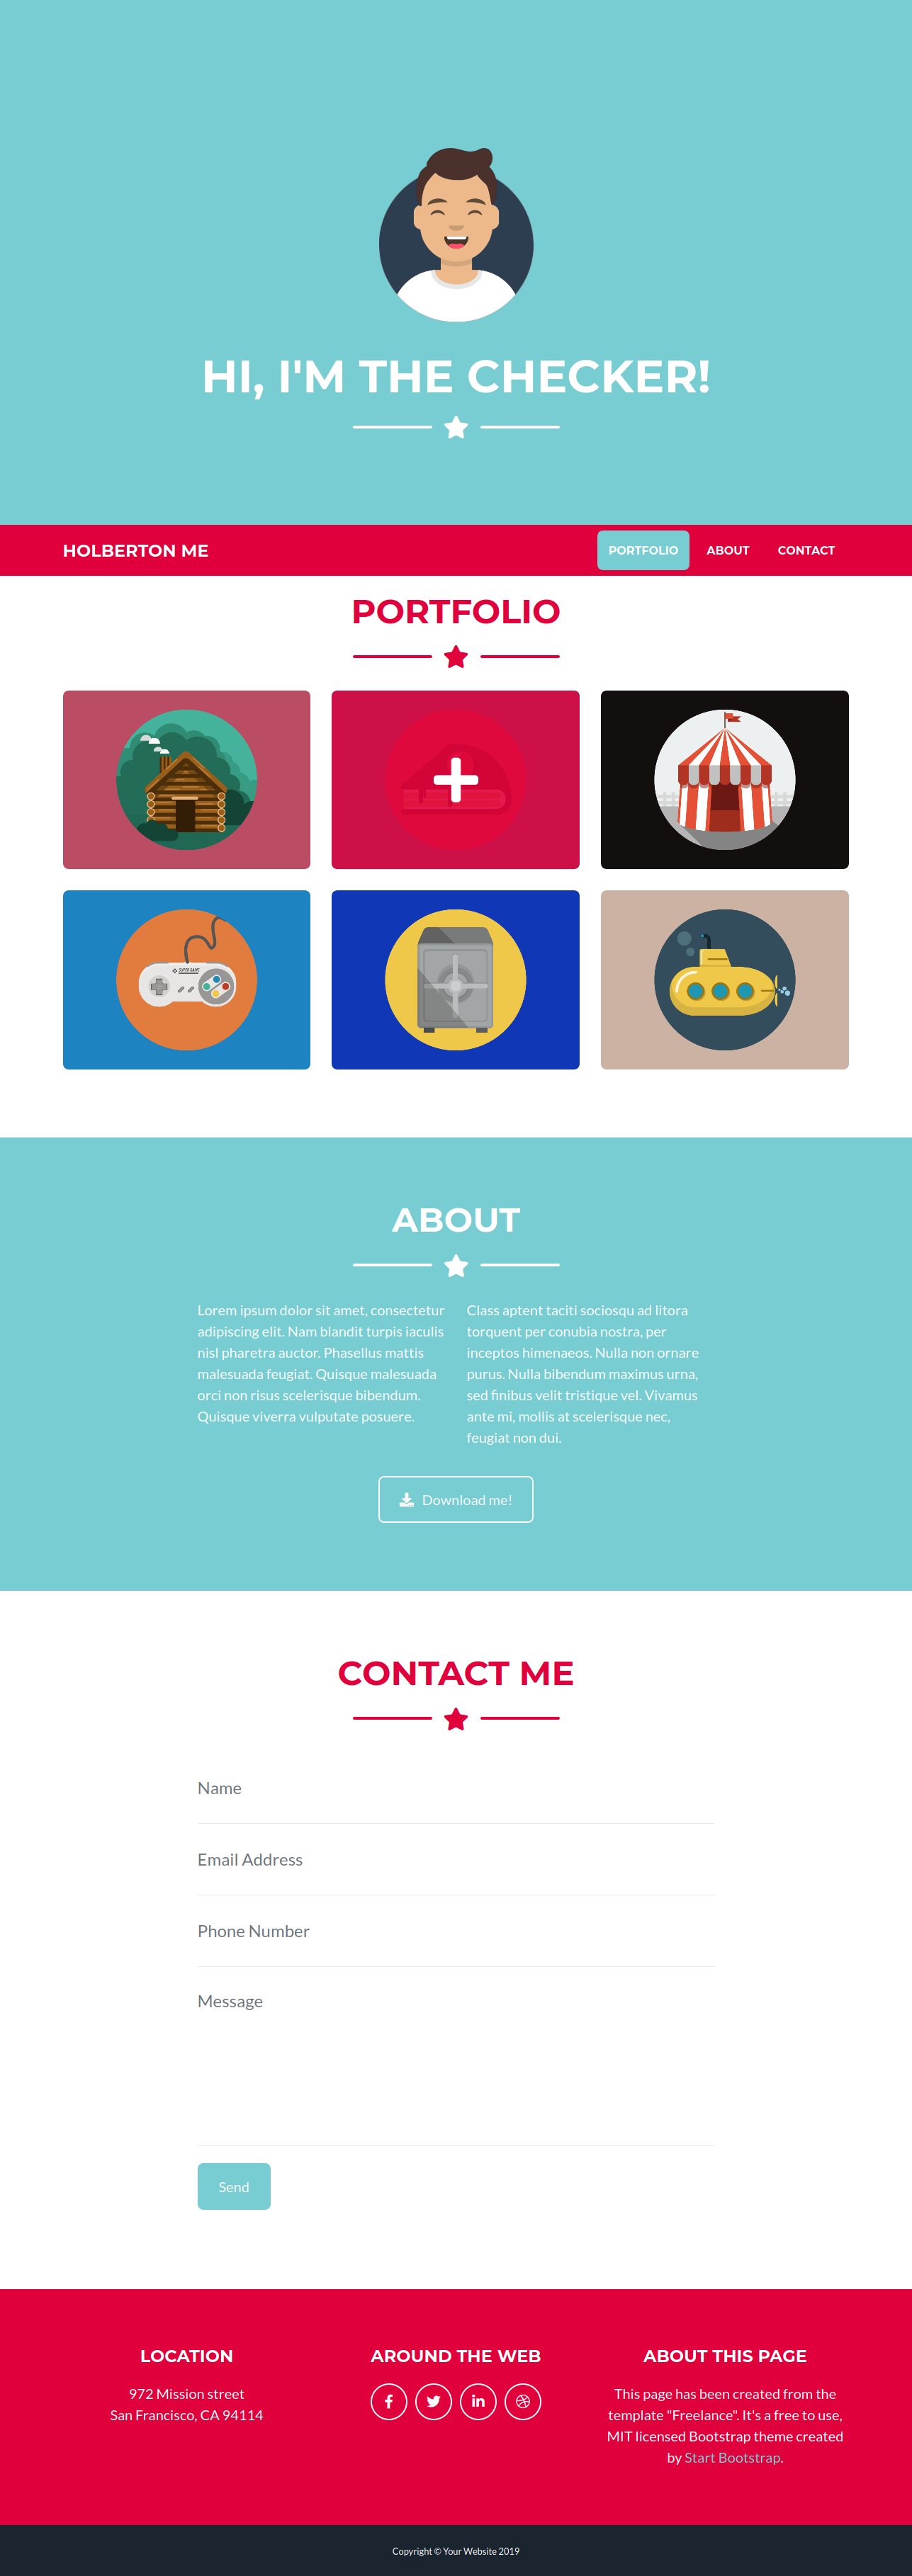 HI, I'M THE CHECKER!
HOLBERTON ME
PORTFOLIO
ABOUT
CONTACT
PORTFOLIO
SUPER GAME
ABOUT
Lorem ipsum dolor sit amet, consectetur
adipiscing elit. Nam blandit turpis iaculis
nisl pharetra auctor. Phasellus mattis
malesuada feugiat. Quisque malesuada
orci non risus scelerisque bibendum.
Quisque viverra vulputate posuere.
Class aptent taciti sociosqu ad litora
torquent per conubia nostra, per
inceptos himenaeos. Nulla non ornare
purus. Nulla bibendum maximus urna,
sed finibus velit tristique vel. Vivamus
ante mi, mollis at scelerisque nec,
feugiat non dui.
Download me!
CONTACT ME
Name
Email Address
Phone Number
Message
Send
LOCATION
972 Mission street
San Francisco, CA 94114
AROUND THE WEB
ABOUT THIS PAGE
This page has been created from the
template "Freelance". It's a free to use,
MIT licensed Bootstrap theme created
by Start Bootstrap.
Copyright © Your Website 2019